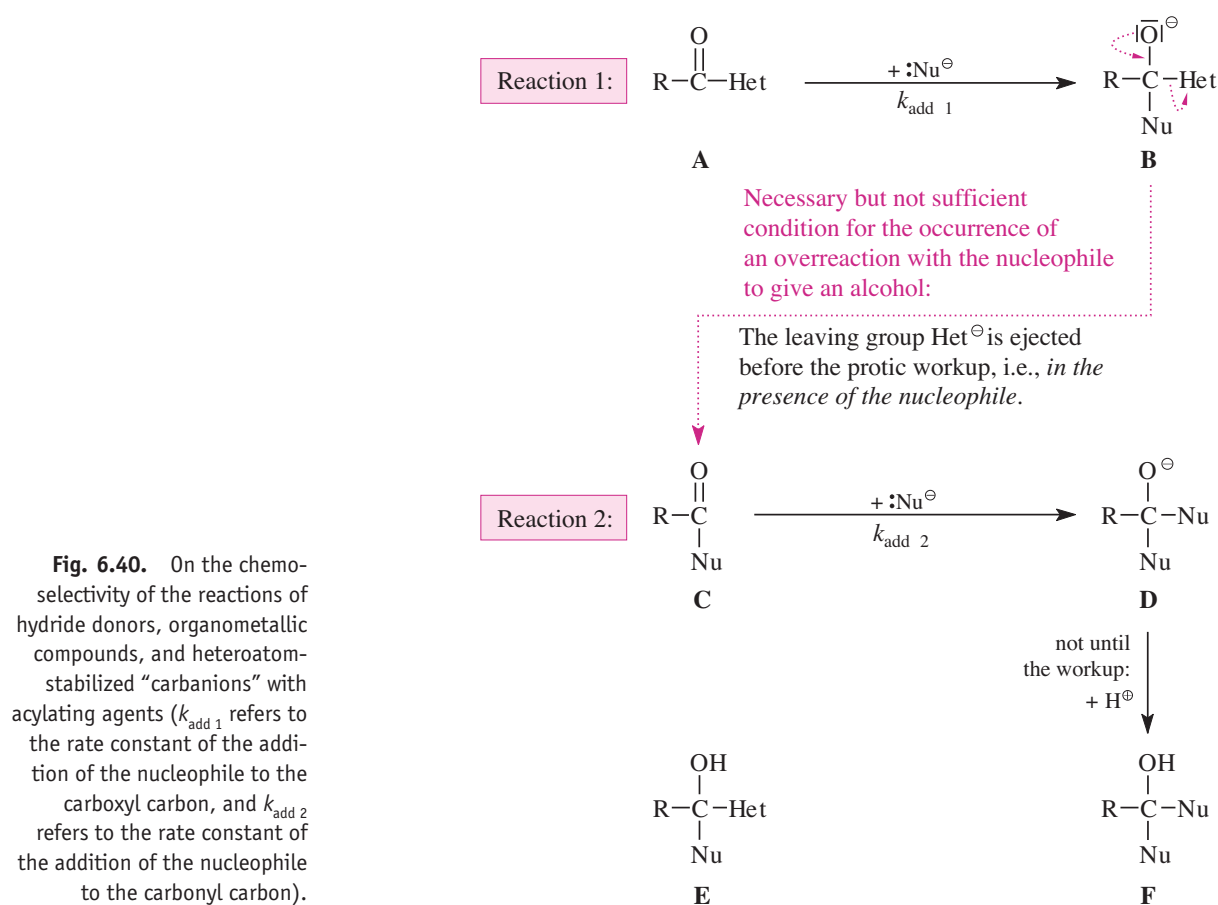 Reaction 1:
O
R–C–Het
A
+ :Nu⊖
k add 1
|O|⊖
R–C–Het
Nu
B
Necessary but not sufficient
condition for the occurrence of
an overreaction with the nucleophile
to give an alcohol:
The leaving group Het⊖ is ejected
before the protic workup, i.e., in the
presence of the nucleophile.
Reaction 2:
O
R–C
Nu
C
+ :Nu⊖
k add 2
O⊖
R–C–Nu
Nu
D
not until
the workup:
+ H⊕
OH
R–C–Het
Nu
E
OH
R–C–Nu
Nu
F
Fig. 6.40. On the chemo-
selectivity of the reactions of
hydride donors, organometallic
compounds, and heteroatom-
stabilized “carbanions” with
acylating agents (k add 1 refers to
the rate constant of the addi-
tion of the nucleophile to the
carboxyl carbon, and k add 2
refers to the rate constant of
the addition of the nucleophile
to the carbonyl carbon).